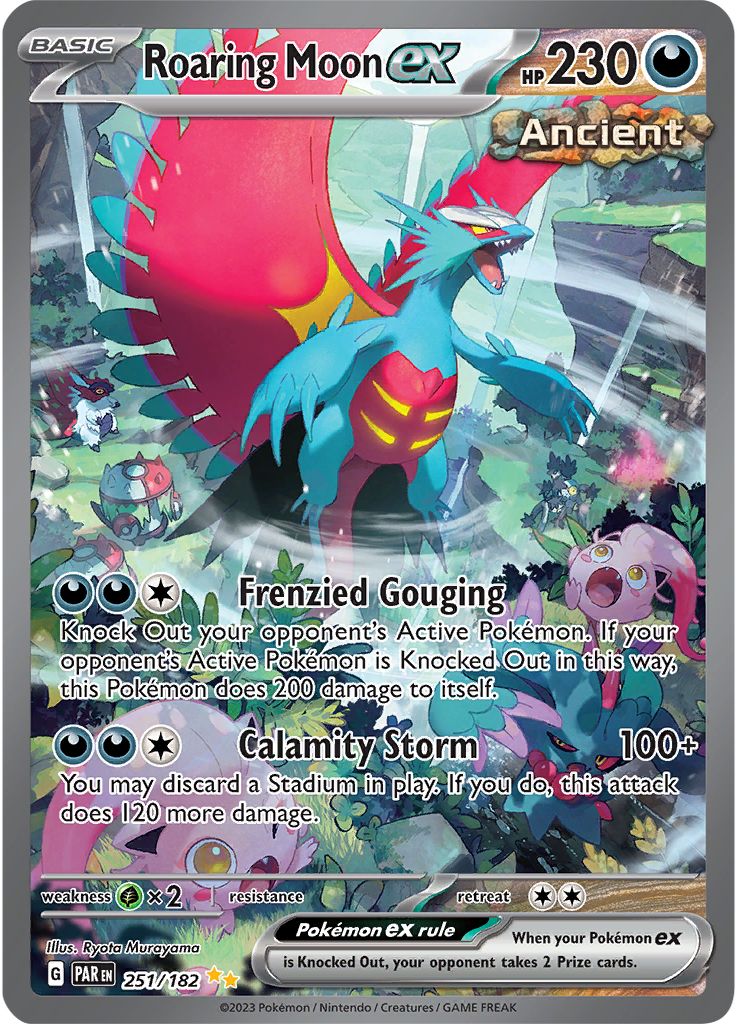 BASIC
Roaring Moon ex
HP 230
Ancient
Frenzied Gouging
Knock Out your opponent's Active Pokémon. If your
opponent's Active Pokémon is Knocked Out in this way,
this Pokémon does 200 damage to itself.
Calamity Storm 100+
You may discard a Stadium in play. If you do, this attack
does 120 more damage.
weakness ×2 resistance retreat
Pokémon ex rule
When your Pokémon ex
is Knocked Out, your opponent takes 2 Prize cards.
Illus. Ryota Murayama
G PAR EN 251/182
©2023 Pokémon / Nintendo / Creatures / GAME FREAK